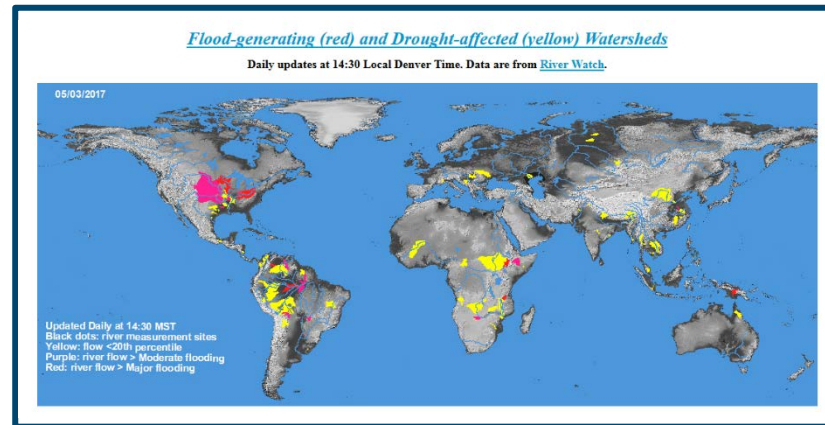 Flood-generating (red) and Drought-affected (yellow) Watersheds
Daily updates at 14:30 Local Denver Time. Data are from River Watch.
05/03/2017
Updated Daily at 14:30 MST
Black dots: river measurement sites
Yellow: flow <20th percentile
Purple: river flow > Moderate flooding
Red: river flow > Major flooding